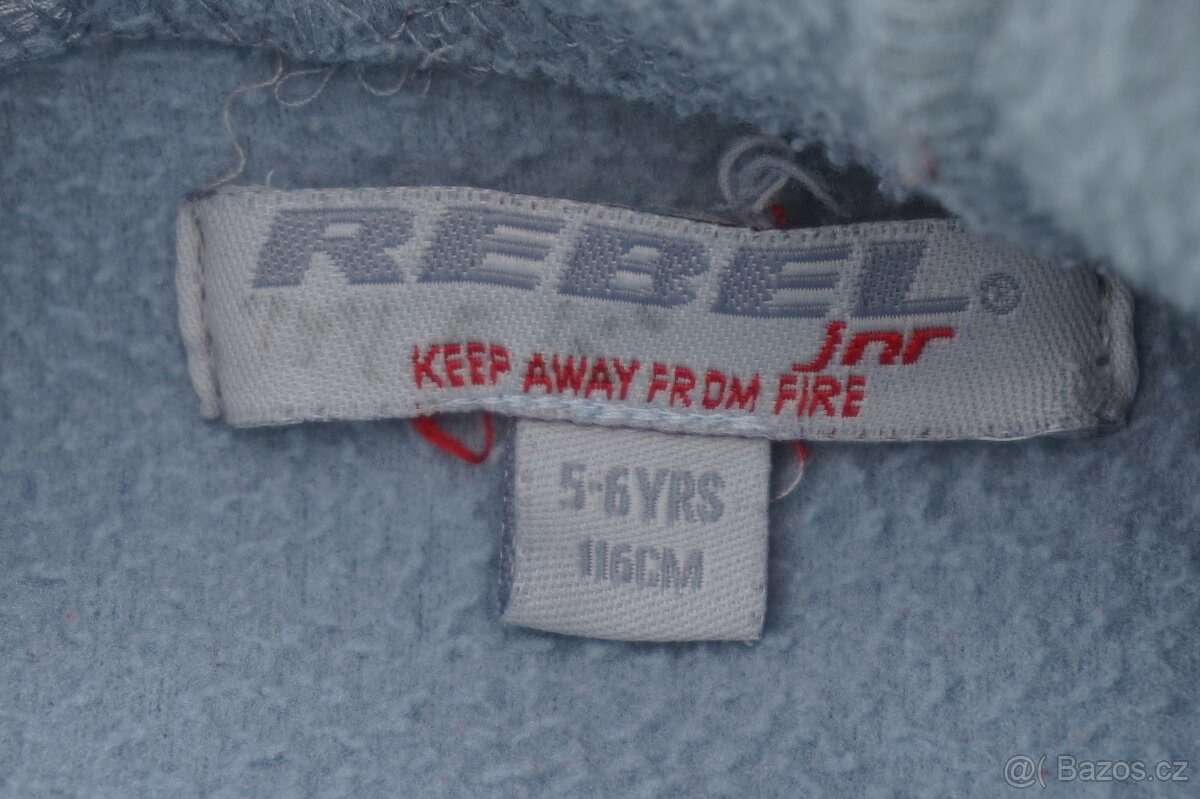 REBEL®
jnr
KEEP AWAY FROM FIRE
5-6YRS
116CM
@( Bazos.cz